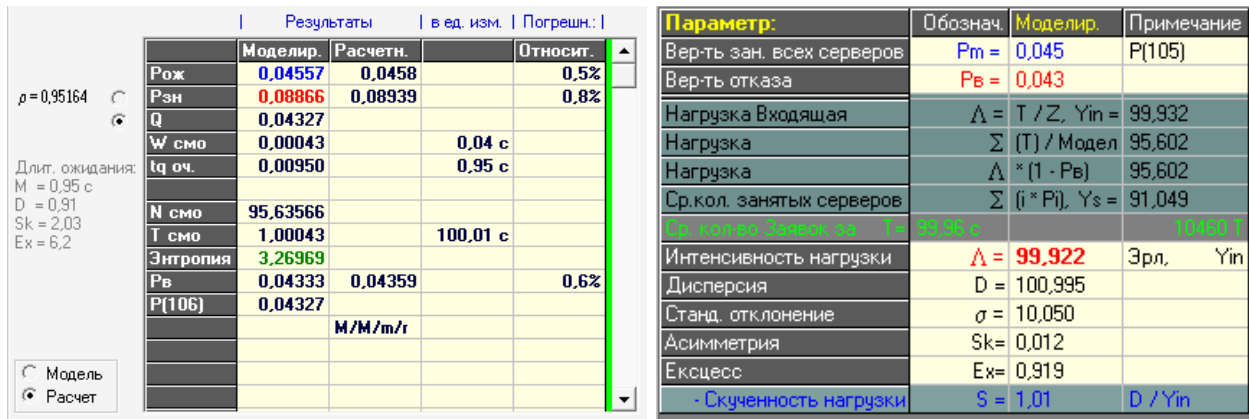 | Результаты | в ед. изм. | Погрешн.: |
Моделир. Расчетн. Относит.
Рож 0,04557 0,0458 0,5%
Рзн 0,08866 0,08939 0,8%
Q 0,04327
W смо 0,00043 0,04 с
tq оч. 0,00950 0,95 с
N смо 95,63566
T смо 1,00043 100,01 с
Энтропия 3,26969
Рв 0,04333 0,04359 0,6%
P(106) 0,04327
M/M/m/r
ρ = 0,95164
Длит. ожидания:
M = 0,95 с
D = 0,91
Sk = 2,03
Ex = 6,2
Модель
Расчет
Параметр: Обознач. Моделир. Примечание
Вер-ть зан. всех серверов Pm = 0,045 P(105)
Вер-ть отказа Рв = 0,043
Нагрузка Входящая Λ = T / Z, Yin = 99,932
Нагрузка Σ (T) / Модел 95,602
Нагрузка Λ * (1 - Рв) 95,602
Ср.кол. занятых серверов Σ (i * Pi), Ys = 91,049
Ср. кол-во Заявок за T = 99,96 с 10460 T
Интенсивность нагрузки Λ = 99,922 Эрл, Yin
Дисперсия D = 100,995
Станд. отклонение σ = 10,050
Асимметрия Sk= 0,012
Ексцесс Ex= 0,919
- Скученность нагрузки S = 1,01 D / Yin